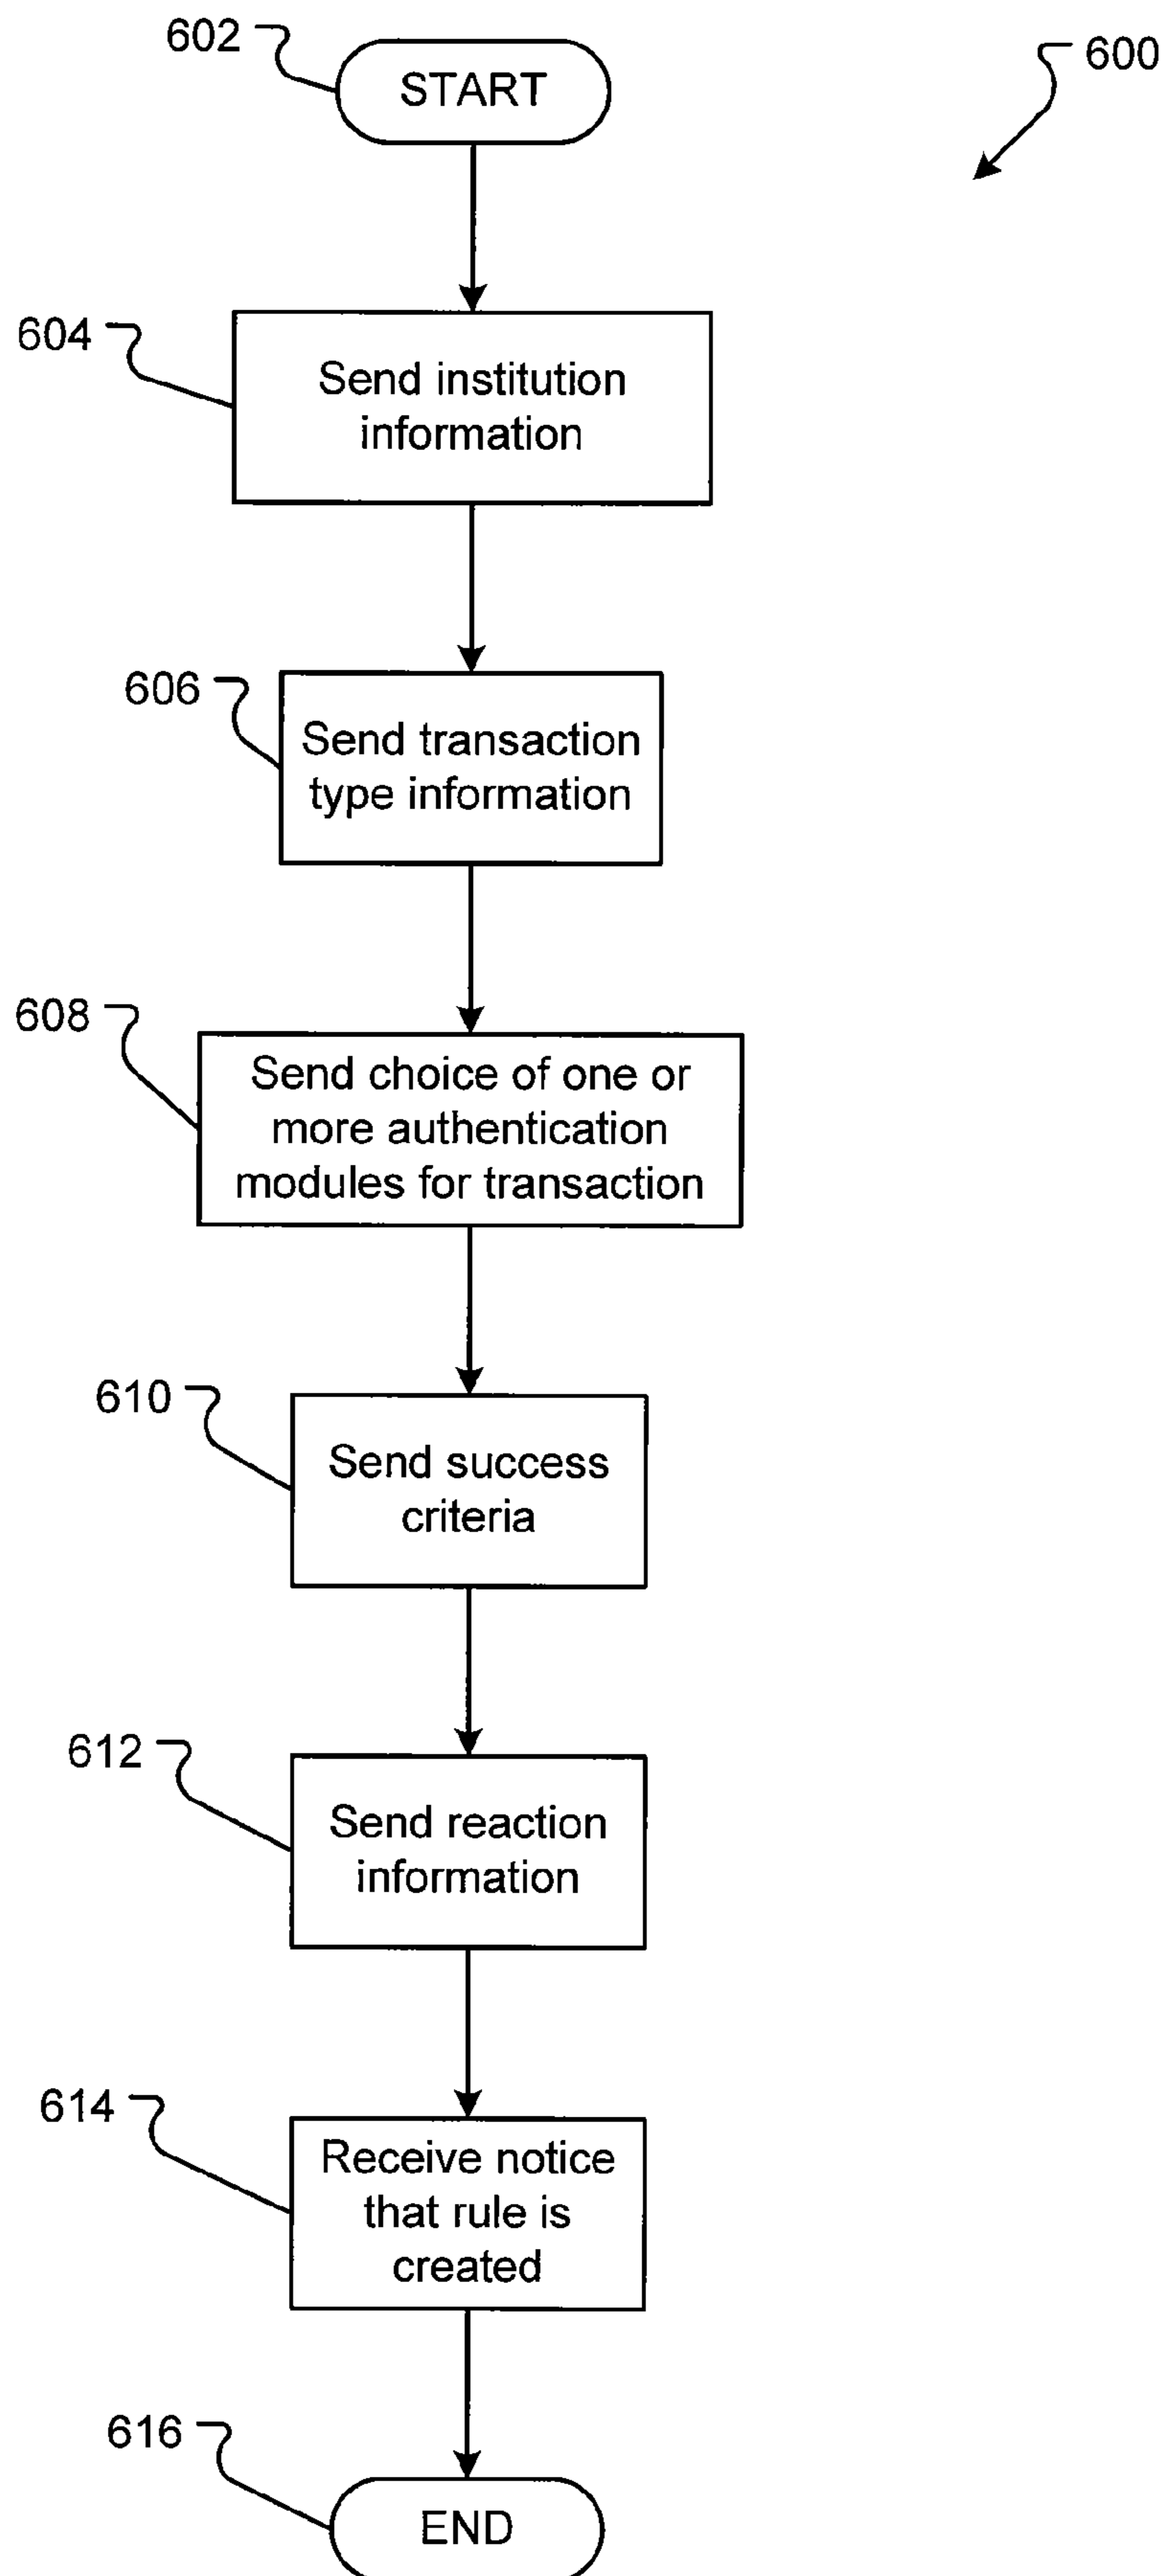 602
START
600
604
Send institution
information
606
Send transaction
type information
608
Send choice of one or
more authentication
modules for transaction
610
Send success
criteria
612
Send reaction
information
614
Receive notice
that rule is
created
616
END